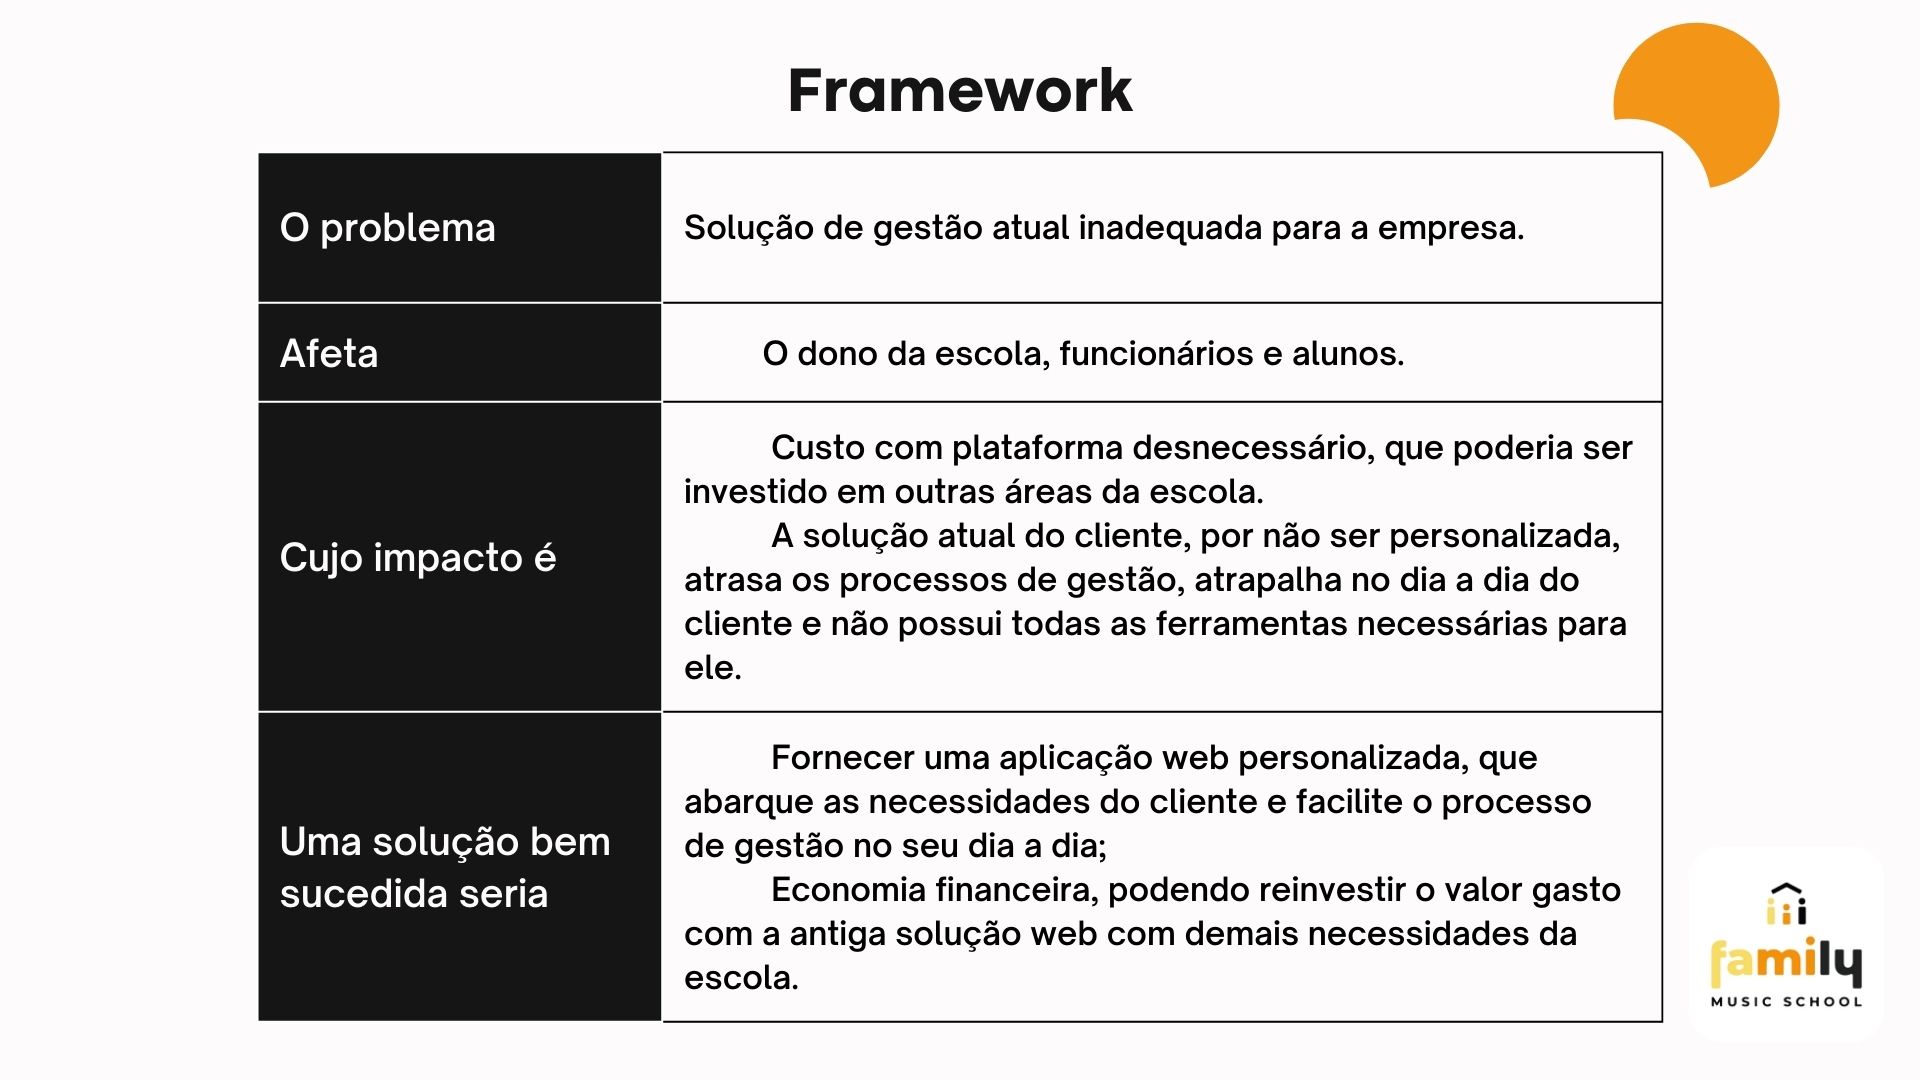 Framework
O problema
Solução de gestão atual inadequada para a empresa.
Afeta
O dono da escola, funcionários e alunos.
Cujo impacto é
Custo com plataforma desnecessário, que poderia ser
investido em outras áreas da escola.
A solução atual do cliente, por não ser personalizada,
atrasa os processos de gestão, atrapalha no dia a dia do
cliente e não possui todas as ferramentas necessárias para
ele.
Uma solução bem
sucedida seria
Fornecer uma aplicação web personalizada, que
abarque as necessidades do cliente e facilite o processo
de gestão no seu dia a dia;
Economia financeira, podendo reinvestir o valor gasto
com a antiga solução web com demais necessidades da
escola.
family
MUSIC SCHOOL